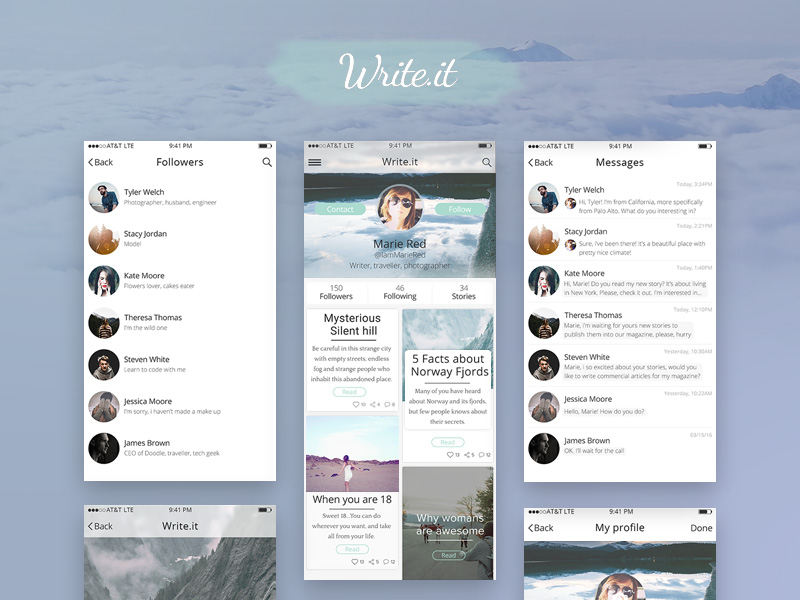 Write.it
AT&T LTE 9:41 PM
Back Followers
Tyler Welch
Photographer, husband, engineer
Stacy Jordan
Model
Kate Moore
Flowers lover, cakes eater
Theresa Thomas
I'm the wild one
Steven White
Learn to code with me
Jessica Moore
I'm sorry, i haven't made a make up
James Brown
CEO of Doodle, traveller, tech geek
AT&T LTE 9:41 PM
Back Write.it
AT&T LTE 9:41 PM
Write.it
Contact
Follow
Marie Red
@IamMarieRed
Writer, traveller, photographer
150 46 34
Followers Following Stories
Mysterious
Silent hill
Be careful in this strange city
with empty streets, endless
fog and strange people who
inhabit this abandoned place.
Read
10 4 8
When you are 18
Sweet 18...You can do
wherever you want, and take
all from your life.
Read
13 5 12
5 Facts about
Norway Fjords
Many of you have heard
about Norway and its fjords,
but few people knows about
their secrets.
Read
13 5 12
Why womans
are awesome
Read
AT&T LTE 9:41 PM
Back Messages
Today, 3:24PM
Tyler Welch
Hi, Tyler! I'm from California, more specifically
from Palo Alto. What do you interesting in?
Today, 2:21PM
Stacy Jordan
Sure, i've been there! It's a beautiful place with
pretty nice climate!
Today, 1:40PM
Kate Moore
Hi, Marie! Do you read my new story? It's about living
in New York. Please, check it out. I'm interested in...
Today, 12:10PM
Theresa Thomas
Marie, i'm waiting for yours new stories to
publish them into our magazine, please, hurry
Yesterday, 10:30AM
Steven White
Marie, i so excited about your stories, would you
like to write commercial articles for my magazine?
Yesterday, 10:22AM
Jessica Moore
Hello, Marie! How do you do?
03/15/16
James Brown
OK. I'll wait for the call
AT&T LTE 9:41 PM
Back My profile Done